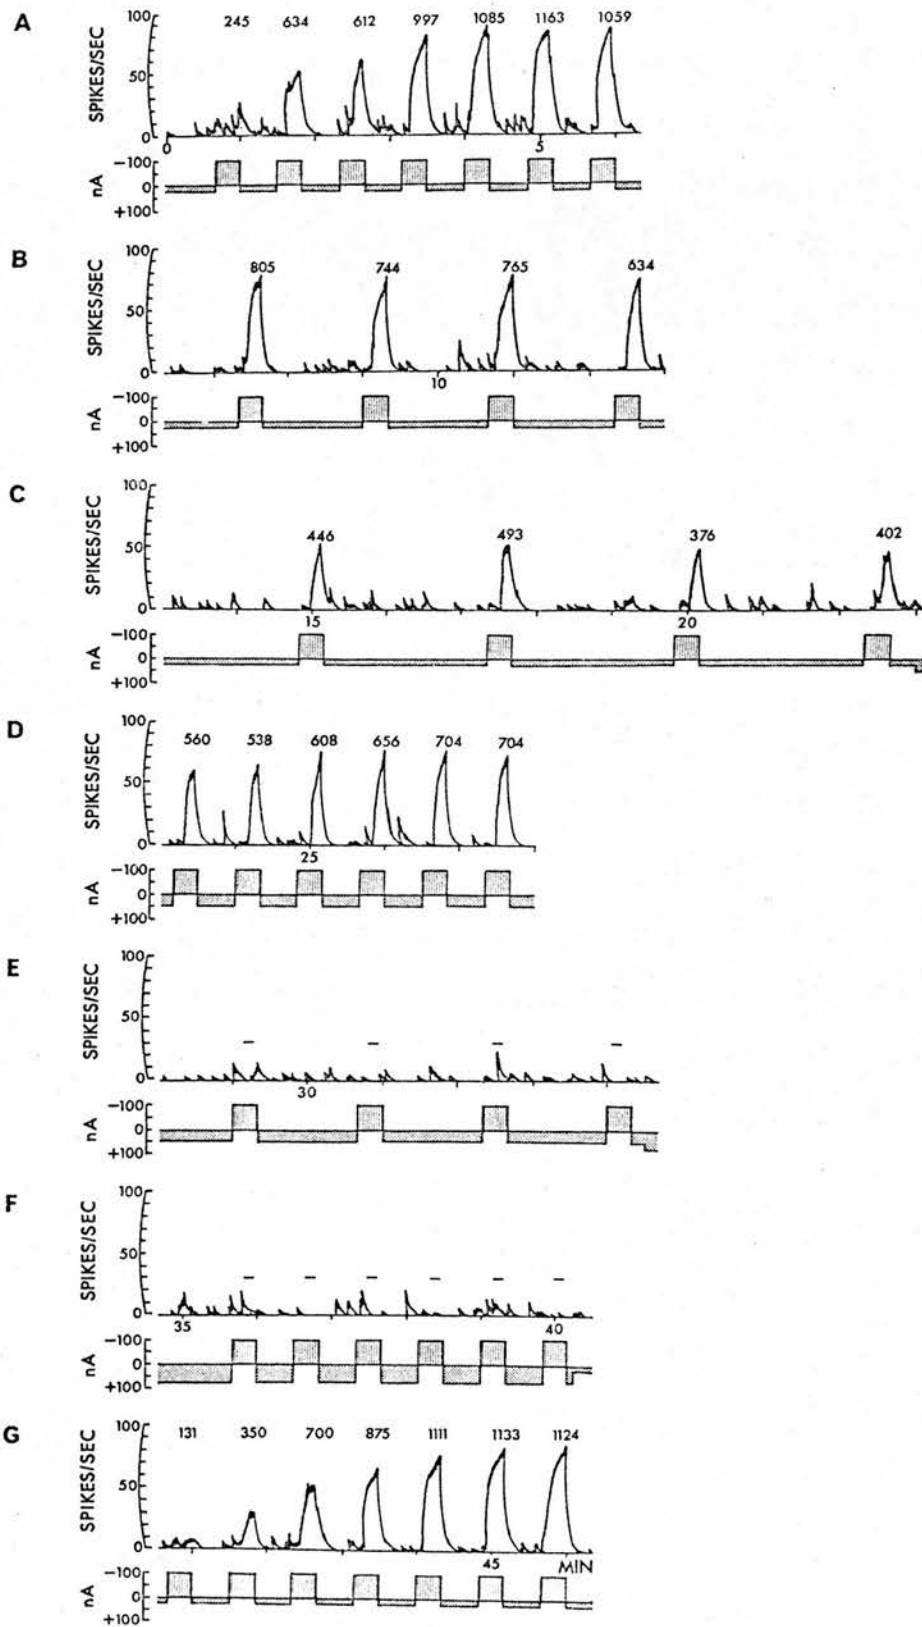 A
SPIKES/SEC
100
50
0
245 634 612 997 1085 1163 1059
0 5
nA
-100
0
+100
B
SPIKES/SEC
100
50
0
805 744 765 634
10
nA
-100
0
+100
C
SPIKES/SEC
100
50
0
446 493 376 402
15 20
nA
-100
0
+100
D
SPIKES/SEC
100
50
0
560 538 608 656 704 704
25
nA
-100
0
+100
E
SPIKES/SEC
100
50
0
30
nA
-100
0
+100
F
SPIKES/SEC
100
50
0
35 40
nA
-100
0
+100
G
SPIKES/SEC
100
50
0
131 350 700 875 1111 1133 1124
45 MIN
nA
-100
0
+100